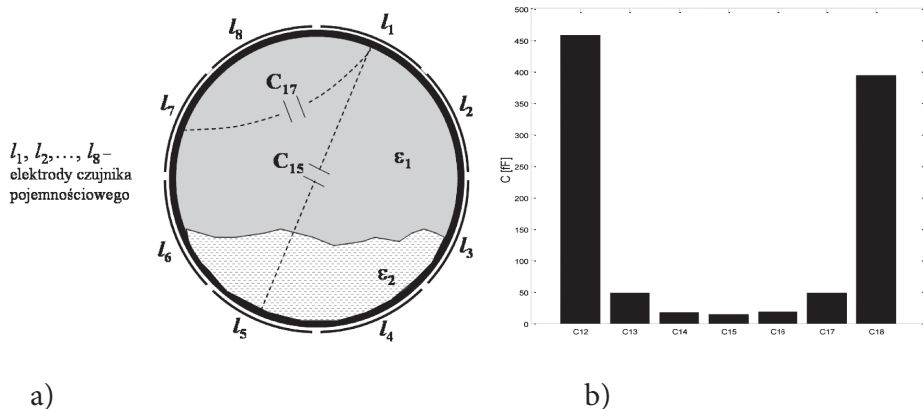 l₈
l₁
l₇
C₁₇
l₂
l₁, l₂,…, l₈ –
elektrody czujnika
pojemnościowego
C₁₅
ε₁
l₆
l₃
ε₂
l₅
l₄
a)
C [fF]
500
450
400
350
300
250
200
150
100
50
0
C12 C13 C14 C15 C16 C17 C18
b)